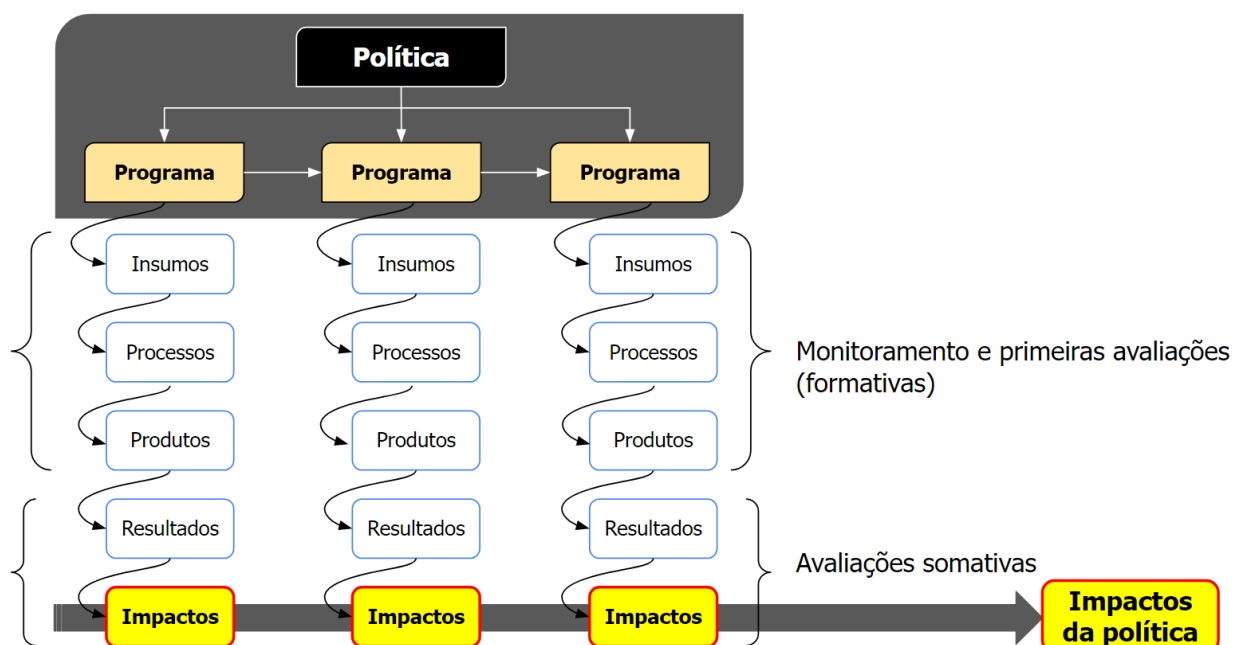 Política
Programa
Programa
Programa
Insumos
Insumos
Insumos
Processos
Processos
Processos
Monitoramento e primeiras avaliações
(formativas)
Produtos
Produtos
Produtos
Resultados
Resultados
Resultados
Avaliações somativas
Impactos
Impactos
Impactos
Impactos
da política